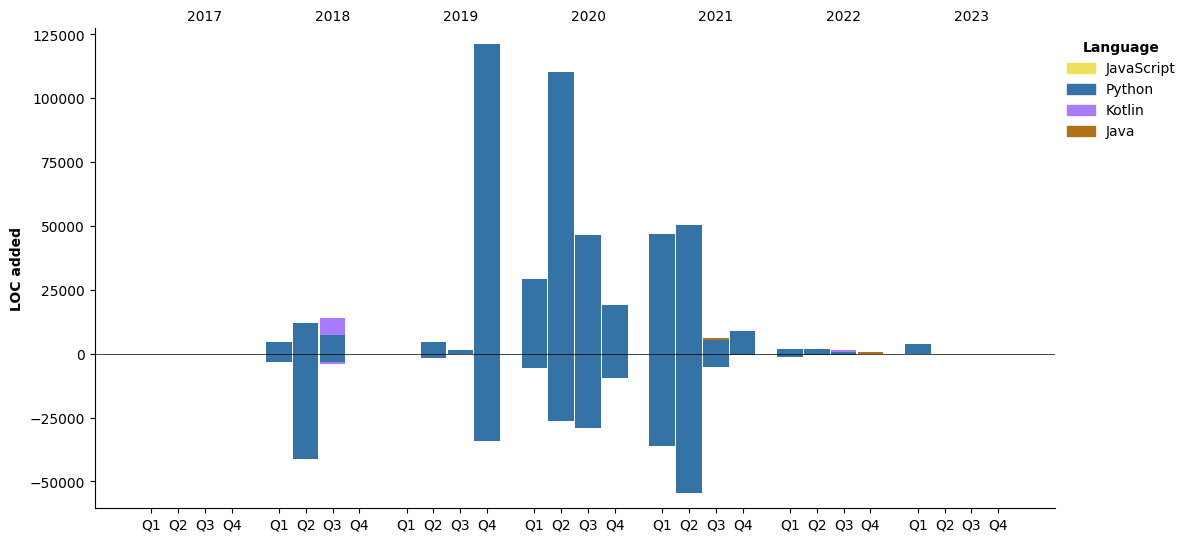 2017 2018 2019 2020 2021 2022 2023
Language
JavaScript
Python
Kotlin
Java
LOC added
125000
100000
75000
50000
25000
0
−25000
−50000
Q1 Q2 Q3 Q4 Q1 Q2 Q3 Q4 Q1 Q2 Q3 Q4 Q1 Q2 Q3 Q4 Q1 Q2 Q3 Q4 Q1 Q2 Q3 Q4 Q1 Q2 Q3 Q4